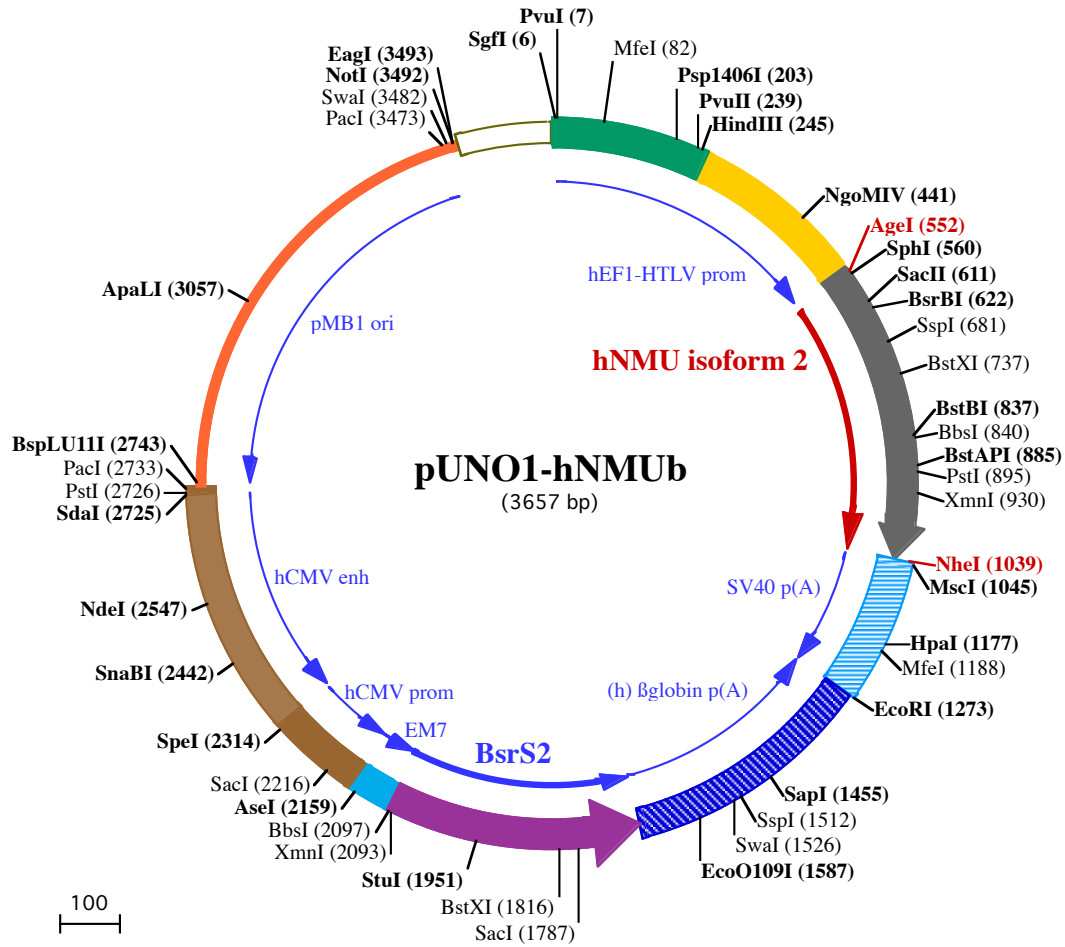 PvuI (7)
SgfI (6)
MfeI (82)
EagI (3493)
NotI (3492)
SwaI (3482)
PacI (3473)
Psp1406I (203)
PvuII (239)
HindIII (245)
NgoMIV (441)
AgeI (552)
SphI (560)
SacII (611)
BsrBI (622)
SspI (681)
BstXI (737)
BstBI (837)
BbsI (840)
BstAPI (885)
PstI (895)
XmnI (930)
NheI (1039)
MscI (1045)
HpaI (1177)
MfeI (1188)
EcoRI (1273)
SapI (1455)
SspI (1512)
SwaI (1526)
EcoO109I (1587)
SacI (1787)
BstXI (1816)
StuI (1951)
XmnI (2093)
BbsI (2097)
AseI (2159)
SacI (2216)
SpeI (2314)
SnaBI (2442)
NdeI (2547)
SdaI (2725)
PstI (2726)
PacI (2733)
BspLU11I (2743)
ApaLI (3057)
hEF1-HTLV prom
pMB1 ori
hNMU isoform 2
pUNO1-hNMUb
(3657 bp)
hCMV enh
SV40 p(A)
hCMV prom
(h) ßglobin p(A)
EM7
BsrS2
100